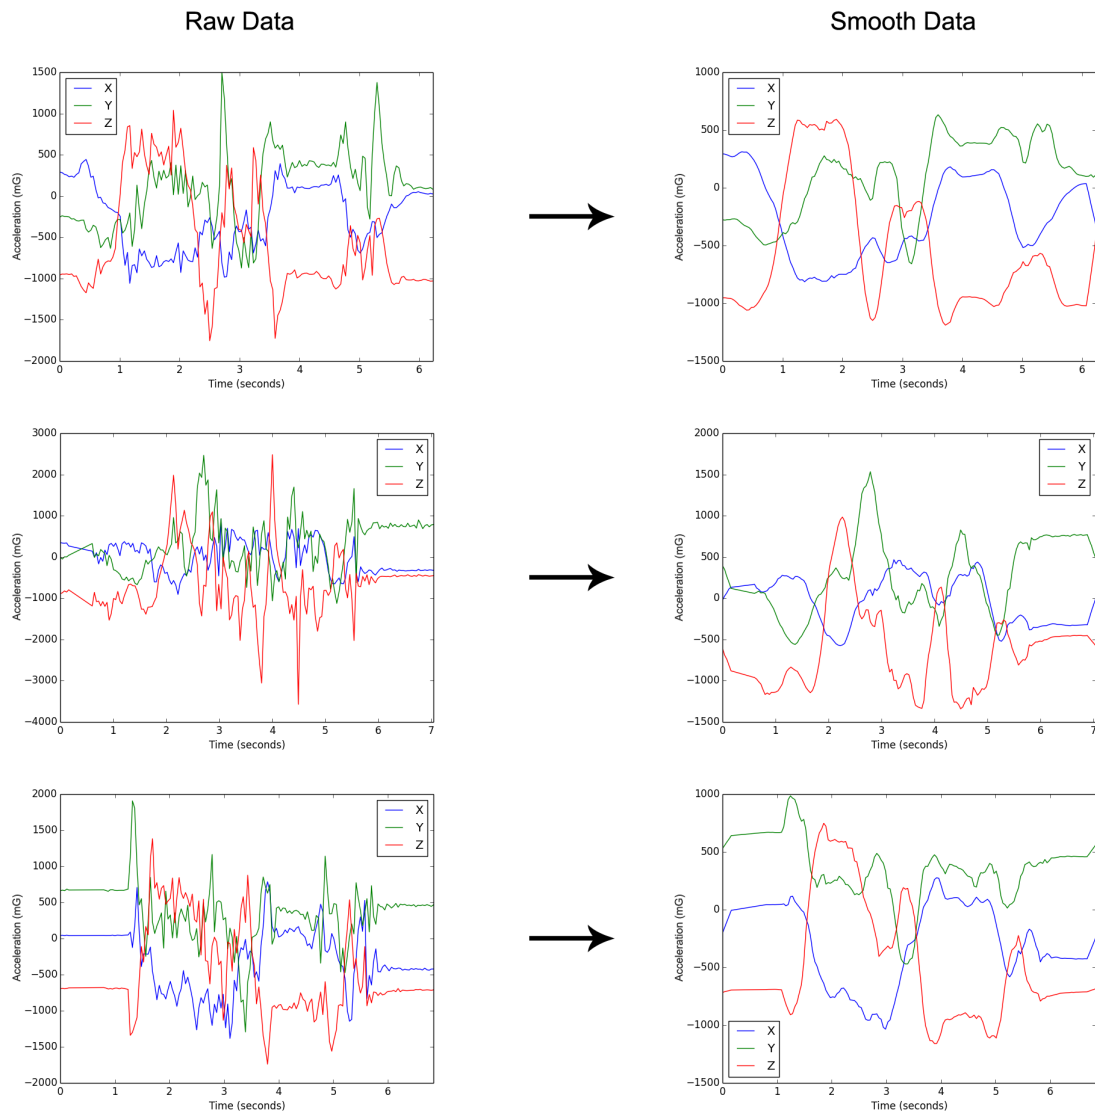 Raw Data
Smooth Data
1500
1000
500
0
−500
−1000
−1500
−2000
Acceleration (mG)
X
Y
Z
0 1 2 3 4 5 6
Time (seconds)
1000
500
0
−500
−1000
−1500
Acceleration (mG)
X
Y
Z
0 1 2 3 4 5 6
Time (seconds)
3000
2000
1000
0
−1000
−2000
−3000
−4000
Acceleration (mG)
X
Y
Z
0 1 2 3 4 5 6 7
Time (seconds)
2000
1500
1000
500
0
−500
−1000
−1500
Acceleration (mG)
X
Y
Z
0 1 2 3 4 5 6 7
Time (seconds)
2000
1500
1000
500
0
−500
−1000
−1500
−2000
Acceleration (mG)
X
Y
Z
0 1 2 3 4 5 6
Time (seconds)
1000
500
0
−500
−1000
−1500
Acceleration (mG)
X
Y
Z
0 1 2 3 4 5 6
Time (seconds)